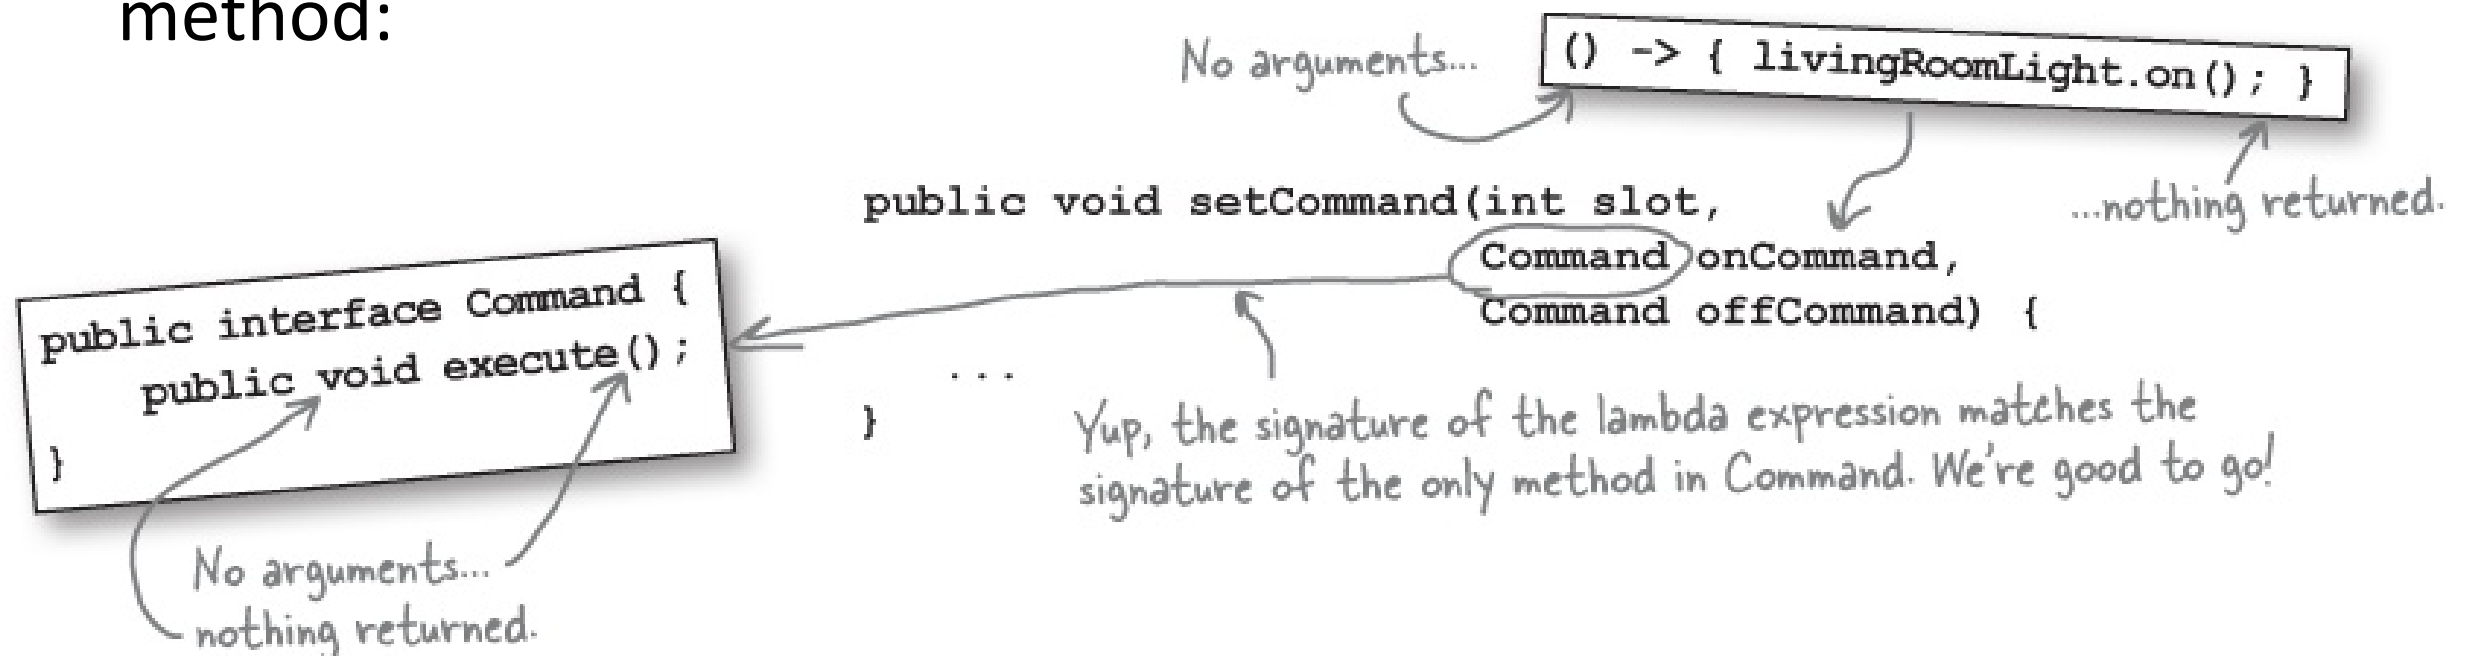 method:
No arguments...
() -> { livingRoomLight.on(); }
...nothing returned.
public void setCommand(int slot,
Command onCommand,
Command offCommand) {
...
}
public interface Command {
public void execute();
}
Yup, the signature of the lambda expression matches the
signature of the only method in Command. We're good to go!
No arguments...
nothing returned.